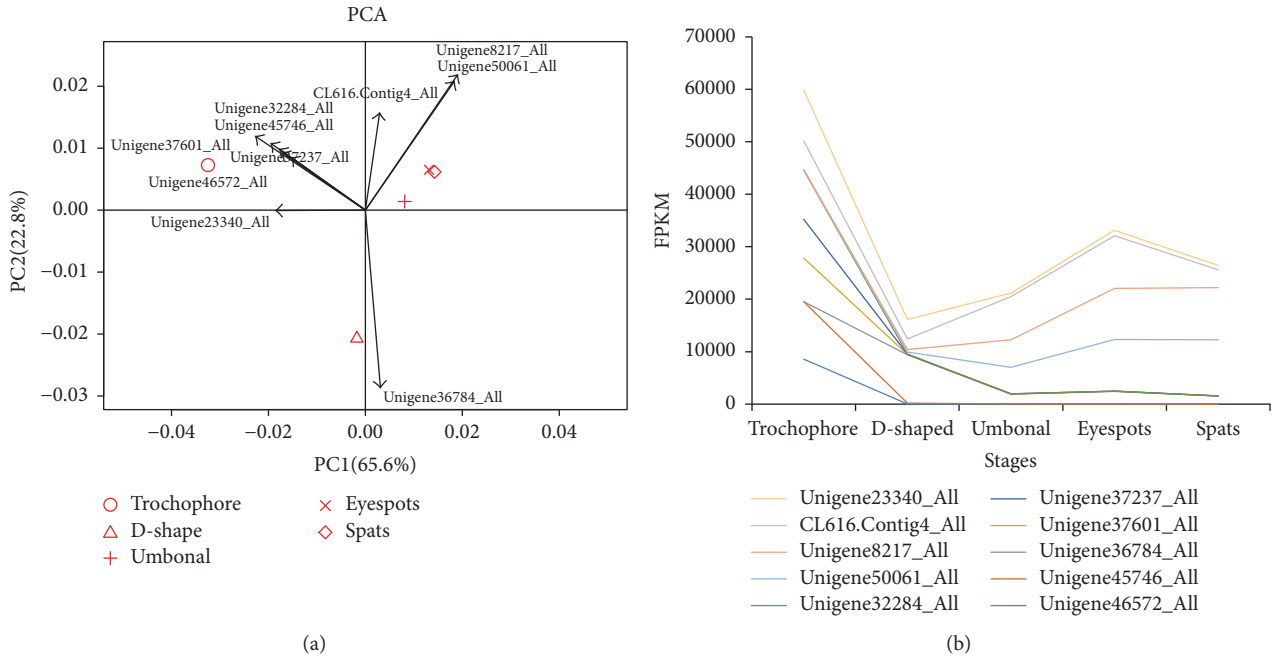 PCA
Unigene8217_All
Unigene50061_All
CL616.Contig4_All
Unigene32284_All
Unigene45746_All
Unigene37601_All
Unigene37237_All
Unigene46572_All
Unigene23340_All
Unigene36784_All
0.02
0.01
0.00
−0.01
−0.02
−0.03
PC2(22.8%)
−0.04
−0.02
0.00
0.02
0.04
PC1(65.6%)
Trochophore
D-shape
Umbonal
Eyespots
Spats
(a)
70000
60000
50000
40000
30000
20000
10000
0
FPKM
Trochophore
D-shaped
Umbonal
Eyespots
Spats
Stages
Unigene23340_All
CL616.Contig4_All
Unigene8217_All
Unigene50061_All
Unigene32284_All
Unigene37237_All
Unigene37601_All
Unigene36784_All
Unigene45746_All
Unigene46572_All
(b)